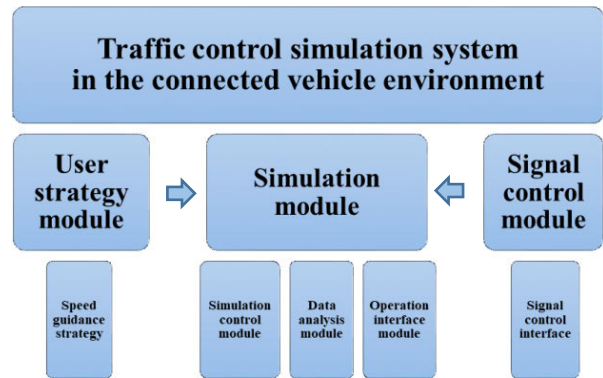 Traffic control simulation system
in the connected vehicle environment
User
strategy
module
Simulation
module
Signal
control
module
Speed
guidance
strategy
Simulation
control
module
Data
analysis
module
Operation
interface
module
Signal
control
interface